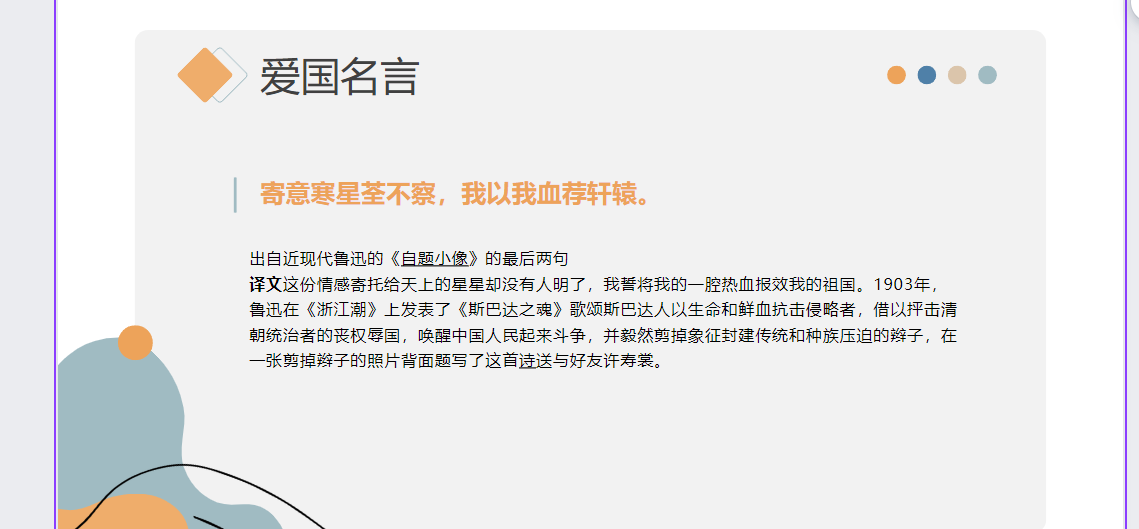 爱国名言
寄意寒星荃不察，我以我血荐轩辕。
出自近现代鲁迅的《自题小像》的最后两句
译文这份情感寄托给天上的星星却没有人明了，我誓将我的一腔热血报效我的祖国。1903年，
鲁迅在《浙江潮》上发表了《斯巴达之魂》歌颂斯巴达人以生命和鲜血抗击侵略者，借以抨击清
朝统治者的丧权辱国，唤醒中国人民起来斗争，并毅然剪掉象征封建传统和种族压迫的辫子，在
一张剪掉辫子的照片背面题写了这首诗送与好友许寿裳。